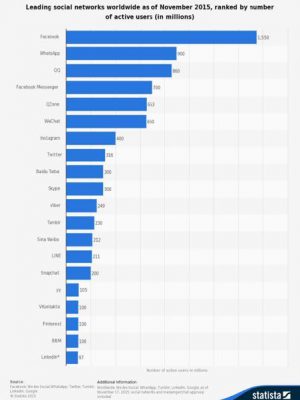 Leading social networks worldwide as of November 2015, ranked by number
of active users (in millions)
Facebook 1,550
WhatsApp 900
QQ 860
Facebook Messenger 700
QZone 653
WeChat 650
Instagram 400
Twitter 316
Baidu Tieba 300
Skype 300
Viber 249
Tumblr 230
Sina Weibo 212
LINE 211
Snapchat 200
YY 105
VKontakte 100
Pinterest 100
BBM 100
LinkedIn* 97
Number of active users in millions
Source:
© Statista 2015
Additional Information:
statista